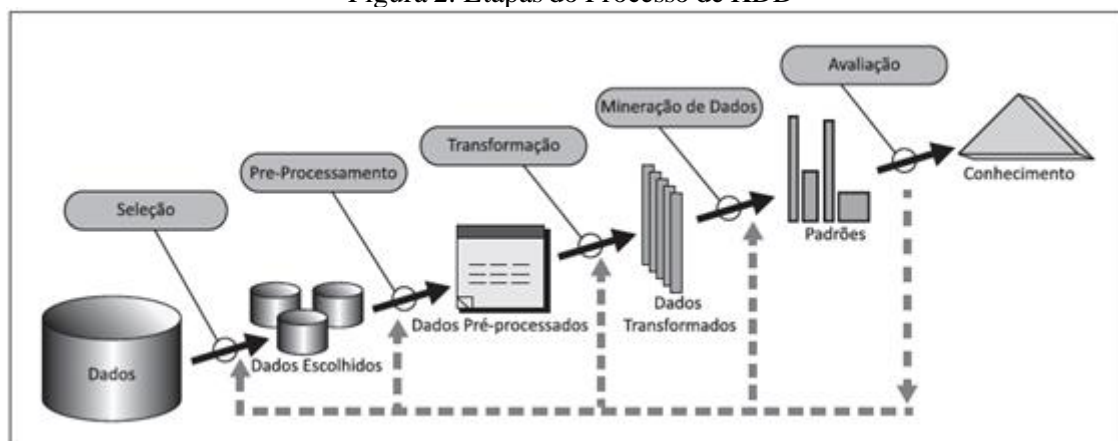 Figura 2: Etapas do Processo de KDD
Avaliação
Mineração de Dados
Transformação
Pre-Processamento
Seleção
Conhecimento
Padrões
Dados
Transformados
Dados Pré-processados
Dados Escolhidos
Dados